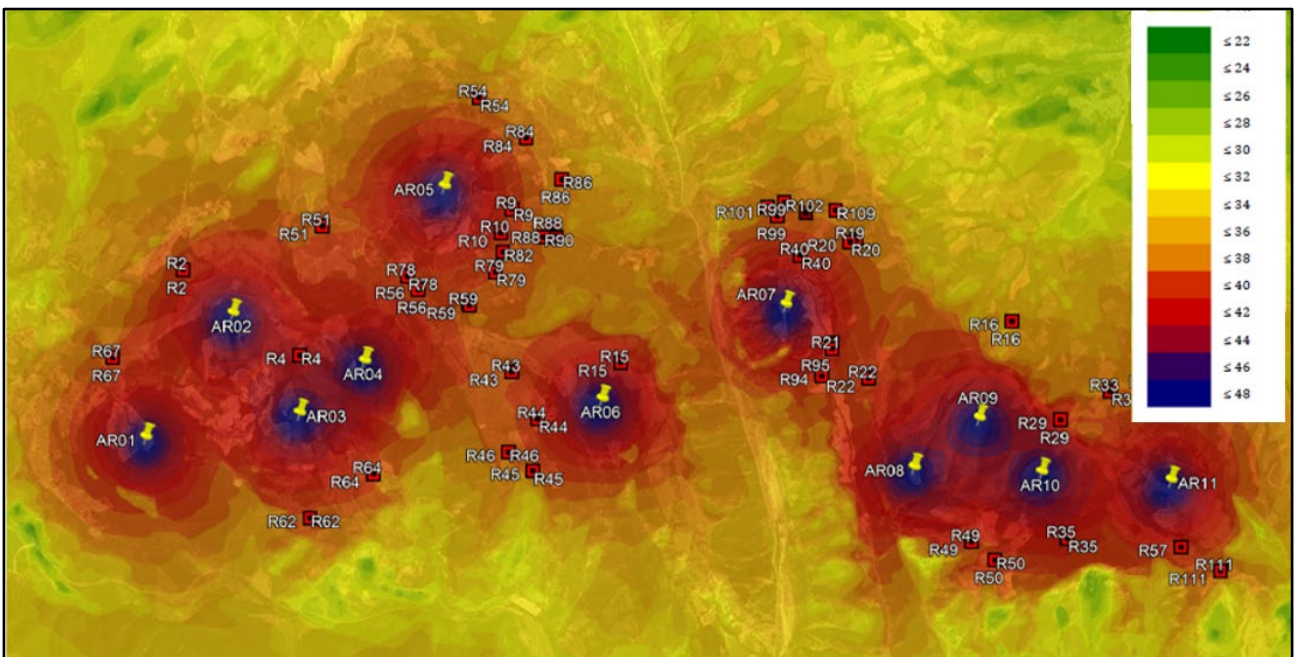 ≤ 22
≤ 24
≤ 26
≤ 28
≤ 30
≤ 32
≤ 34
≤ 36
≤ 38
≤ 40
≤ 42
≤ 44
≤ 46
≤ 48
R54
R54
R84
R84
AR05
R86
R86
R9
R9
R51
R51
R10
R10
R88
R88
R90
R82
R79
R79
R2
R2
R78
R78
R56
R56
R59
R59
AR02
R67
R67
R4
R4
AR04
AR03
AR01
R43
R43
R15
R15
AR06
R44
R44
R46
R46
R45
R45
R64
R64
R62
R62
R101
R99
R102
R109
R99
R19
R20
R20
R40
R40
AR07
R21
R95
R94
R22
R22
R16
R16
R33
AR09
R29
R29
AR08
AR10
AR11
R49
R49
R35
R35
R50
R50
R57
R111
R111